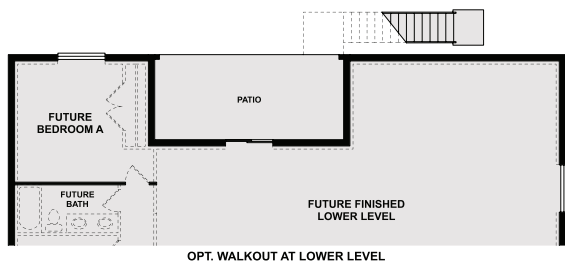 PATIO
FUTURE
BEDROOM A
FUTURE
BATH
FUTURE FINISHED
LOWER LEVEL
OPT. WALKOUT AT LOWER LEVEL